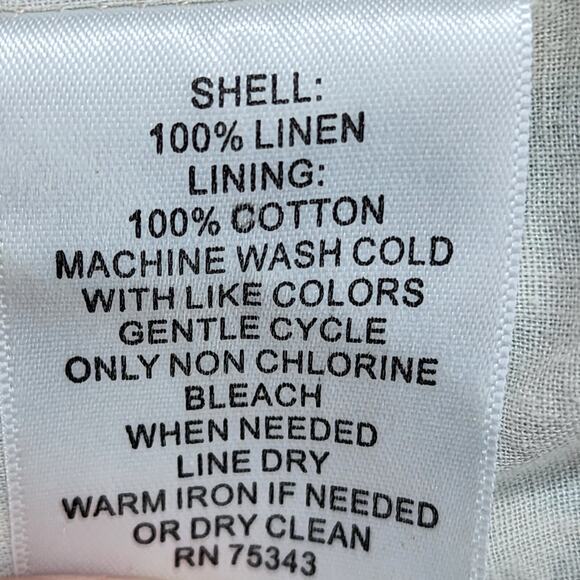 SHELL:
100% LINEN
LINING:
100% COTTON
MACHINE WASH COLD
WITH LIKE COLORS
GENTLE CYCLE
ONLY NON CHLORINE
BLEACH
WHEN NEEDED
LINE DRY
WARM IRON IF NEEDED
OR DRY CLEAN
RN 75343